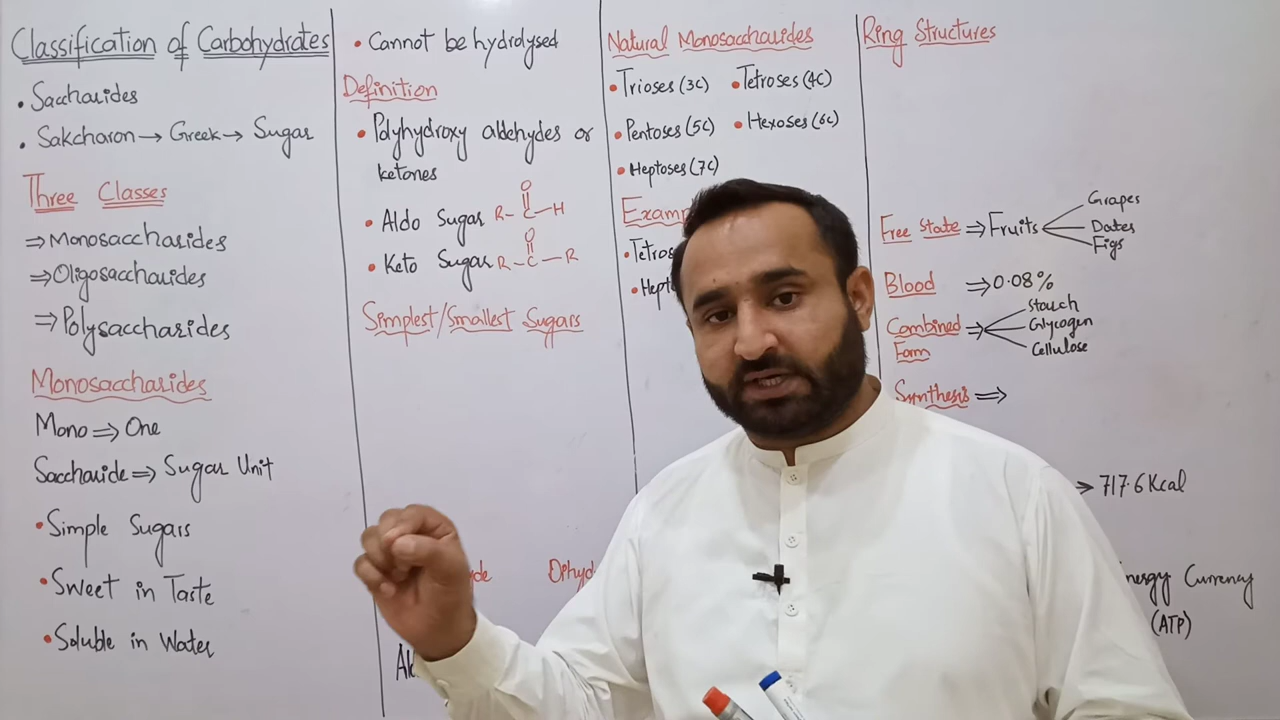 Classification of Carbohydrates
• Saccharides
• Sakcharon → Greek → Sugar
Three Classes
⇒ Monosaccharides
⇒ Oligosaccharides
⇒ Polysaccharides
Monosaccharides
Mono ⇒ One
Saccharide ⇒ Sugar Unit
• Simple Sugars
• Sweet in Taste
• Soluble in Water
• Cannot be hydrolysed
Definition
• Polyhydroxy aldehydes or
ketones
• Aldo Sugar R-C-H
O
• Keto Sugar R-C-R
O
Simplest/Smallest Sugars
Natural Monosaccharides
• Trioses (3C) • Tetroses (4C)
• Pentoses (5C) • Hexoses (6C)
• Heptoses (7C)
Ring Structures
Free State ⇒ Fruits
Grapes
Dates
Figs
Blood ⇒ 0.08%
Combined
Form ⇒
Starch
Glycogen
Cellulose
Synthesis ⇒
→ 717.6 Kcal
Currency
(ATP)